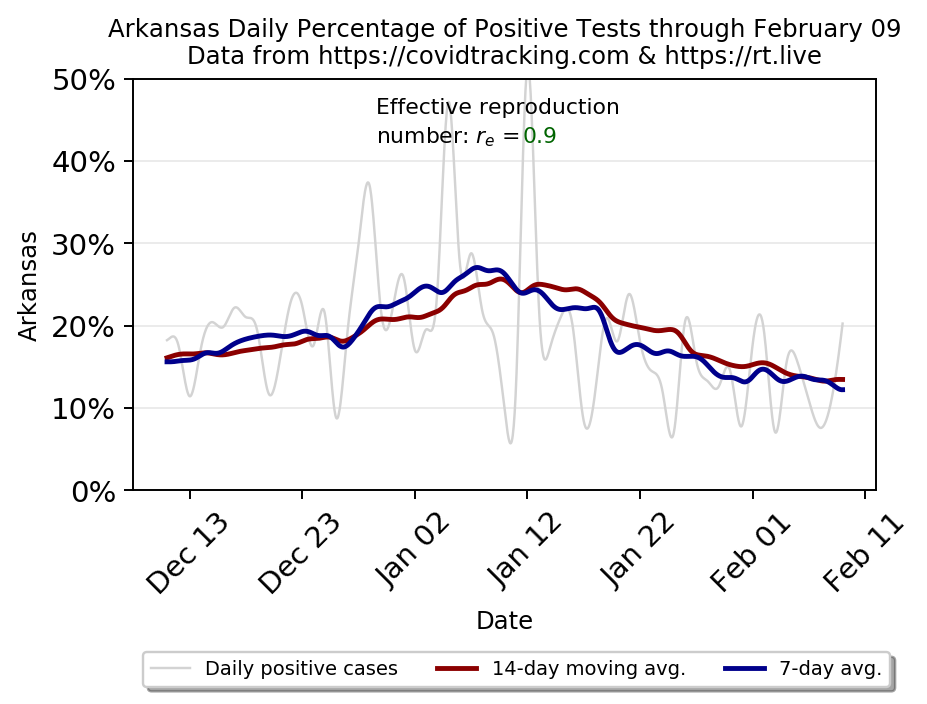 Arkansas Daily Percentage of Positive Tests through February 09
Data from https://covidtracking.com & https://rt.live
50%
Effective reproduction
number: rₑ =0.9
40%
30%
20%
10%
0%
Arkansas
Dec 13
Dec 23
Jan 02
Jan 12
Jan 22
Feb 01
Feb 11
Date
Daily positive cases
14-day moving avg.
7-day avg.